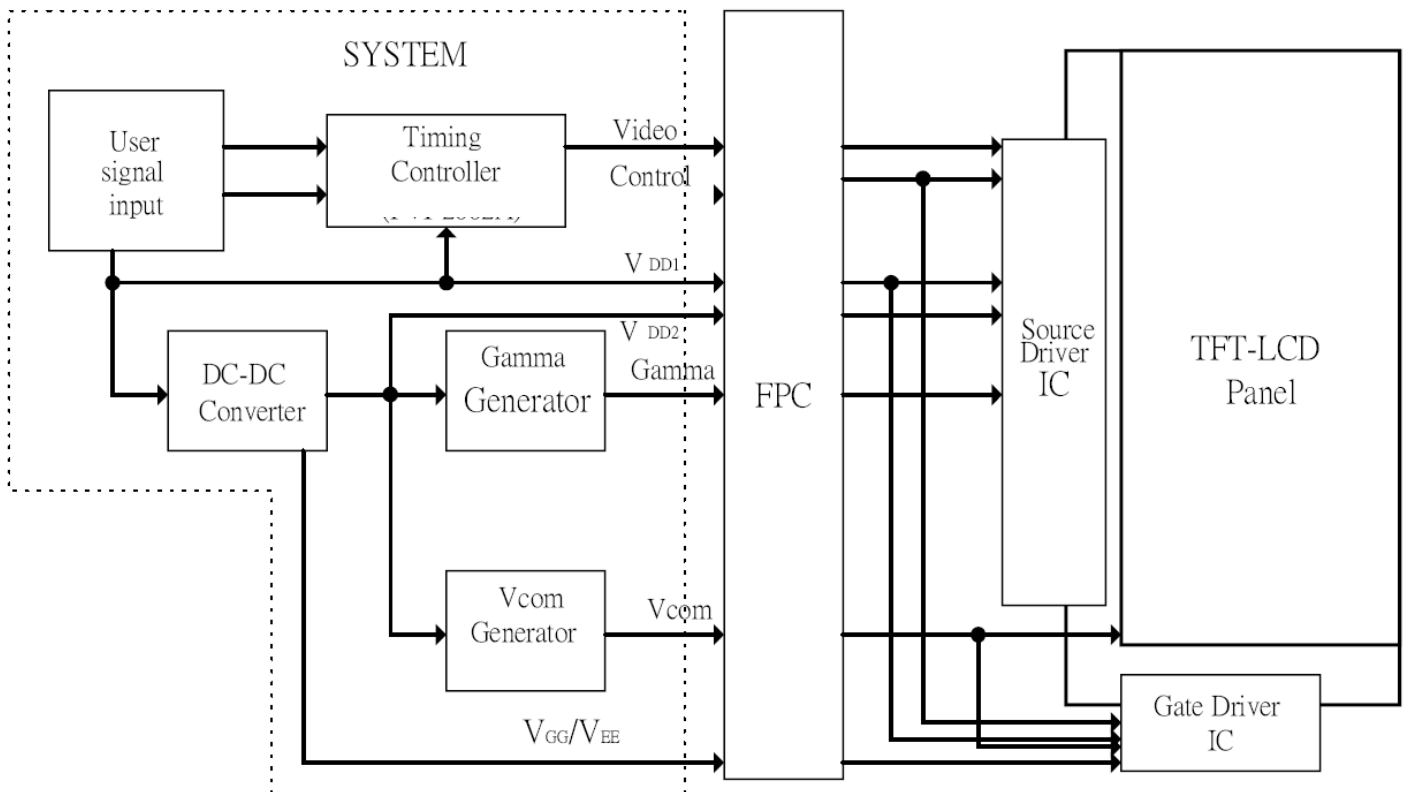 SYSTEM
User
signal
input
Timing
Controller
Video
Control
V DD1
V DD2
DC-DC
Converter
Gamma
Generator
Gamma
FPC
Source
Driver
IC
TFT-LCD
Panel
Vcom
Generator
Vcom
VGG/VEE
Gate Driver
IC